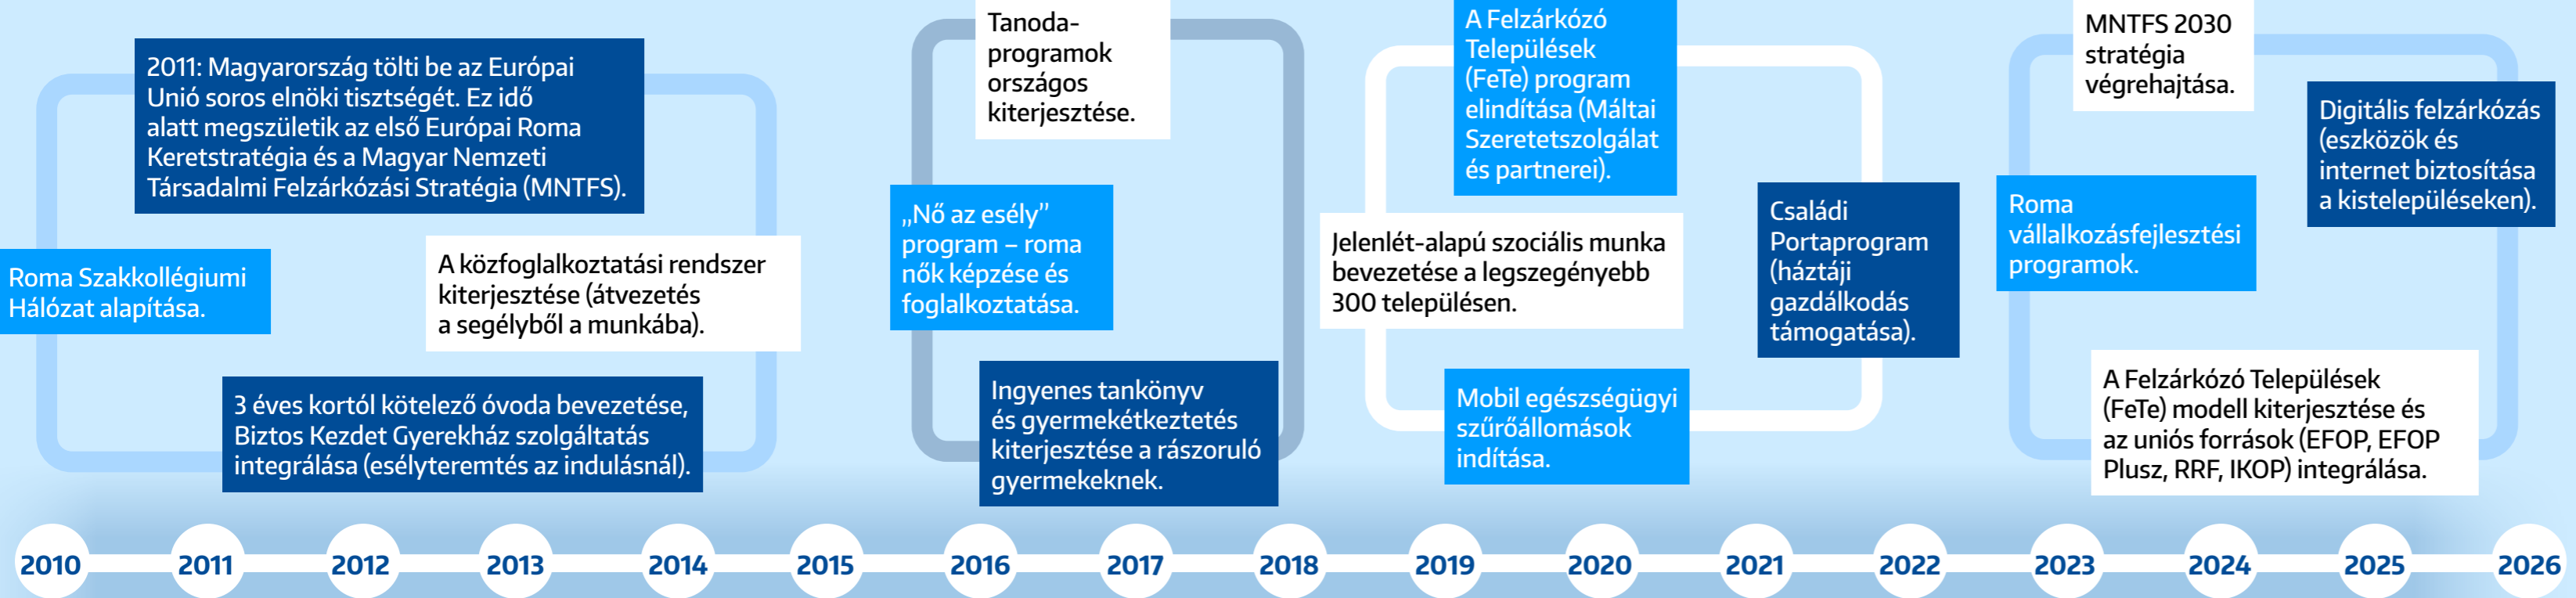 2011: Magyarország tölti be az Európai
Unió soros elnöki tisztségét. Ez idő
alatt megszületik az első Európai Roma
Keretstratégia és a Magyar Nemzeti
Társadalmi Felzárkózási Stratégia (MNTFS).
Roma Szakkollégiumi
Hálózat alapítása.
A közfoglalkoztatási rendszer
kiterjesztése (átvezetés
a segélyből a munkába).
3 éves kortól kötelező óvoda bevezetése,
Biztos Kezdet Gyerekház szolgáltatás
integrálása (esélyteremtés az indulásnál).
Tanoda-
programok
országos
kiterjesztése.
„Nő az esély”
program – roma
nők képzése és
foglalkoztatása.
Ingyenes tankönyv
és gyermekétkeztetés
kiterjesztése a rászoruló
gyermekeknek.
A Felzárkózó
Települések
(FeTe) program
elindítása (Máltai
Szeretetszolgálat
és partnerei).
Jelenlét-alapú szociális munka
bevezetése a legszegényebb
300 településen.
Családi
Portaprogram
(háztáji
gazdálkodás
támogatása).
Mobil egészségügyi
szűrőállomások
indítása.
MNTFS 2030
stratégia
végrehajtása.
Digitális felzárkózás
(eszközök és
internet biztosítása
a kistelepüléseken).
Roma
vállalkozásfejlesztési
programok.
A Felzárkózó Települések
(FeTe) modell kiterjesztése és
az uniós források (EFOP, EFOP
Plusz, RRF, IKOP) integrálása.
2010 2011 2012 2013 2014 2015 2016 2017 2018 2019 2020 2021 2022 2023 2024 2025 2026